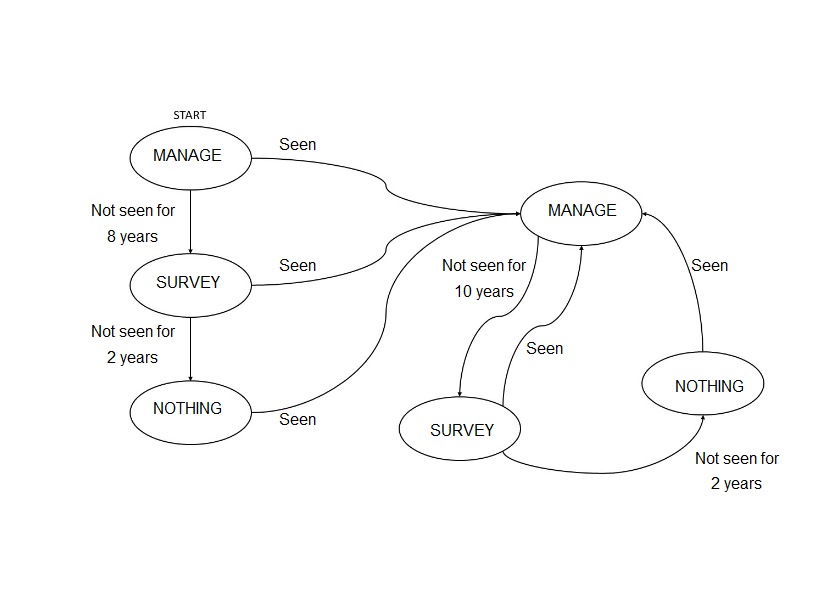 START
MANAGE
Seen
Not seen for
8 years
SURVEY
Seen
Not seen for
2 years
NOTHING
Seen
MANAGE
Not seen for
10 years
Seen
Seen
SURVEY
NOTHING
Not seen for
2 years